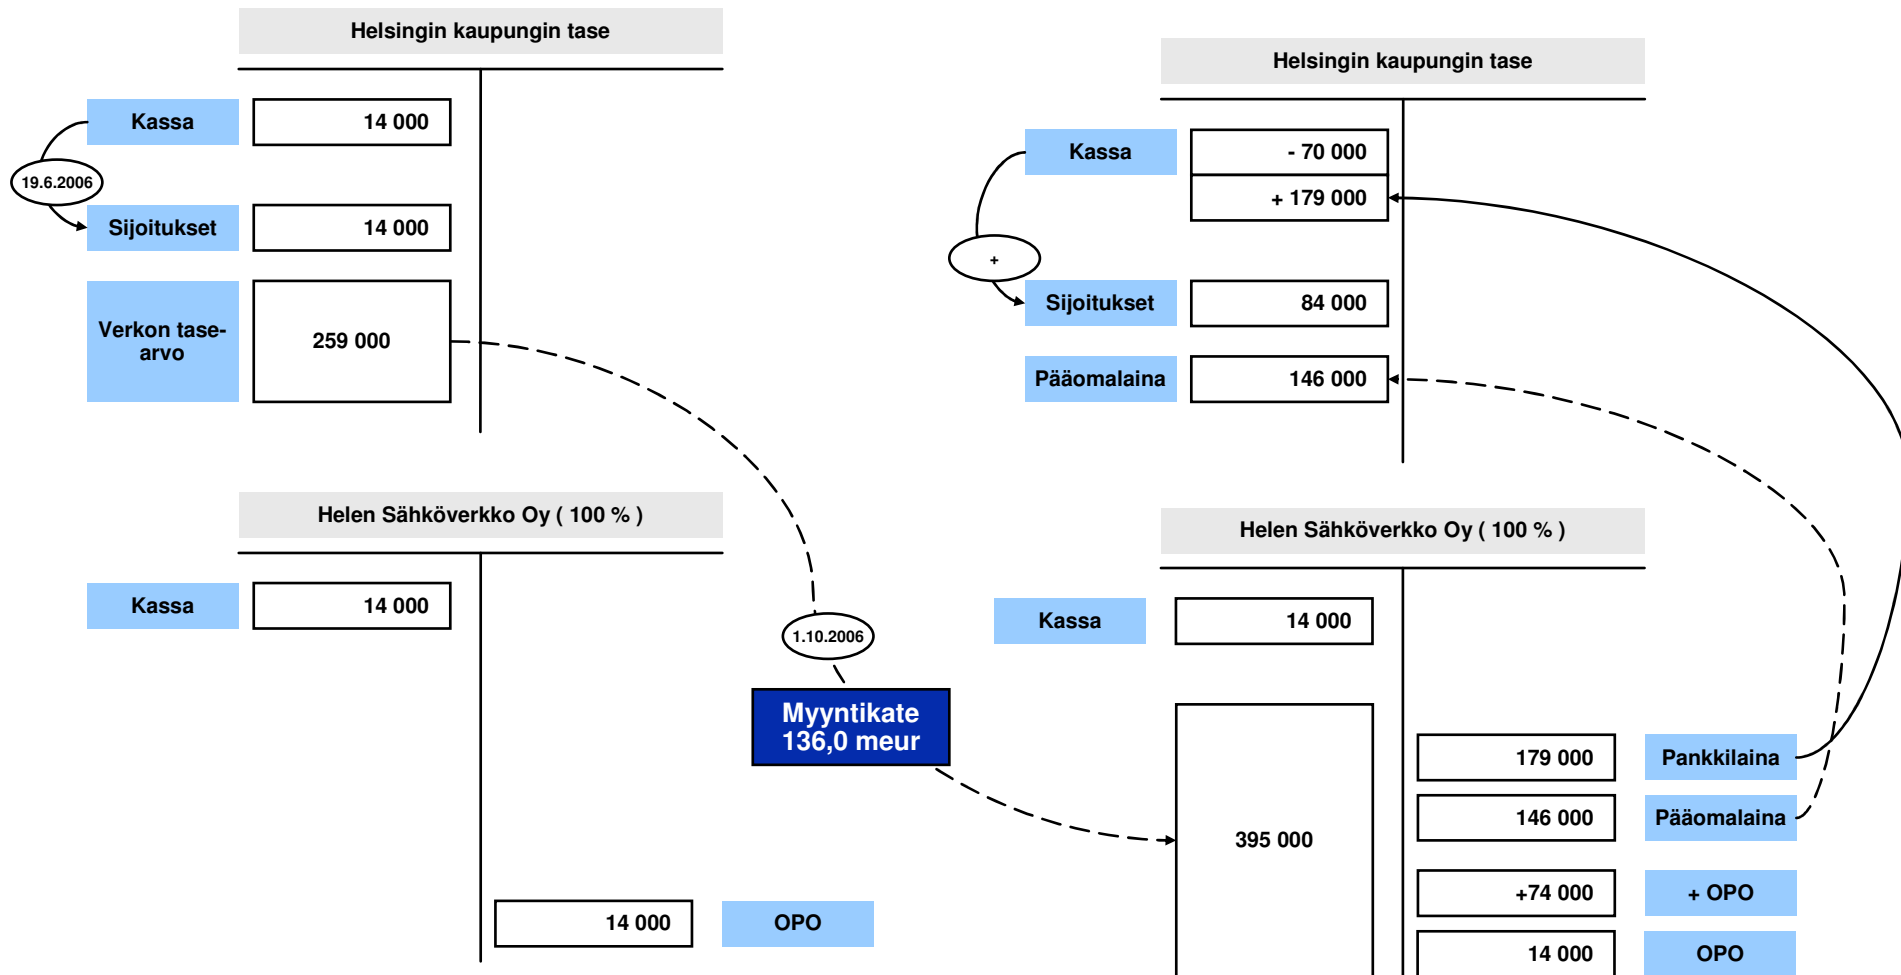 Helsingin kaupungin tase
Kassa
14 000
19.6.2006
Sijoitukset
14 000
Verkon tase-
arvo
259 000
Helen Sähköverkko Oy ( 100 % )
Kassa
14 000
14 000
OPO
1.10.2006
Myyntikate
136,0 meur
Helsingin kaupungin tase
Kassa
- 70 000
+ 179 000
+
Sijoitukset
84 000
Pääomalaina
146 000
Helen Sähköverkko Oy ( 100 % )
Kassa
14 000
395 000
179 000
Pankkilaina
146 000
Pääomalaina
+74 000
+ OPO
14 000
OPO